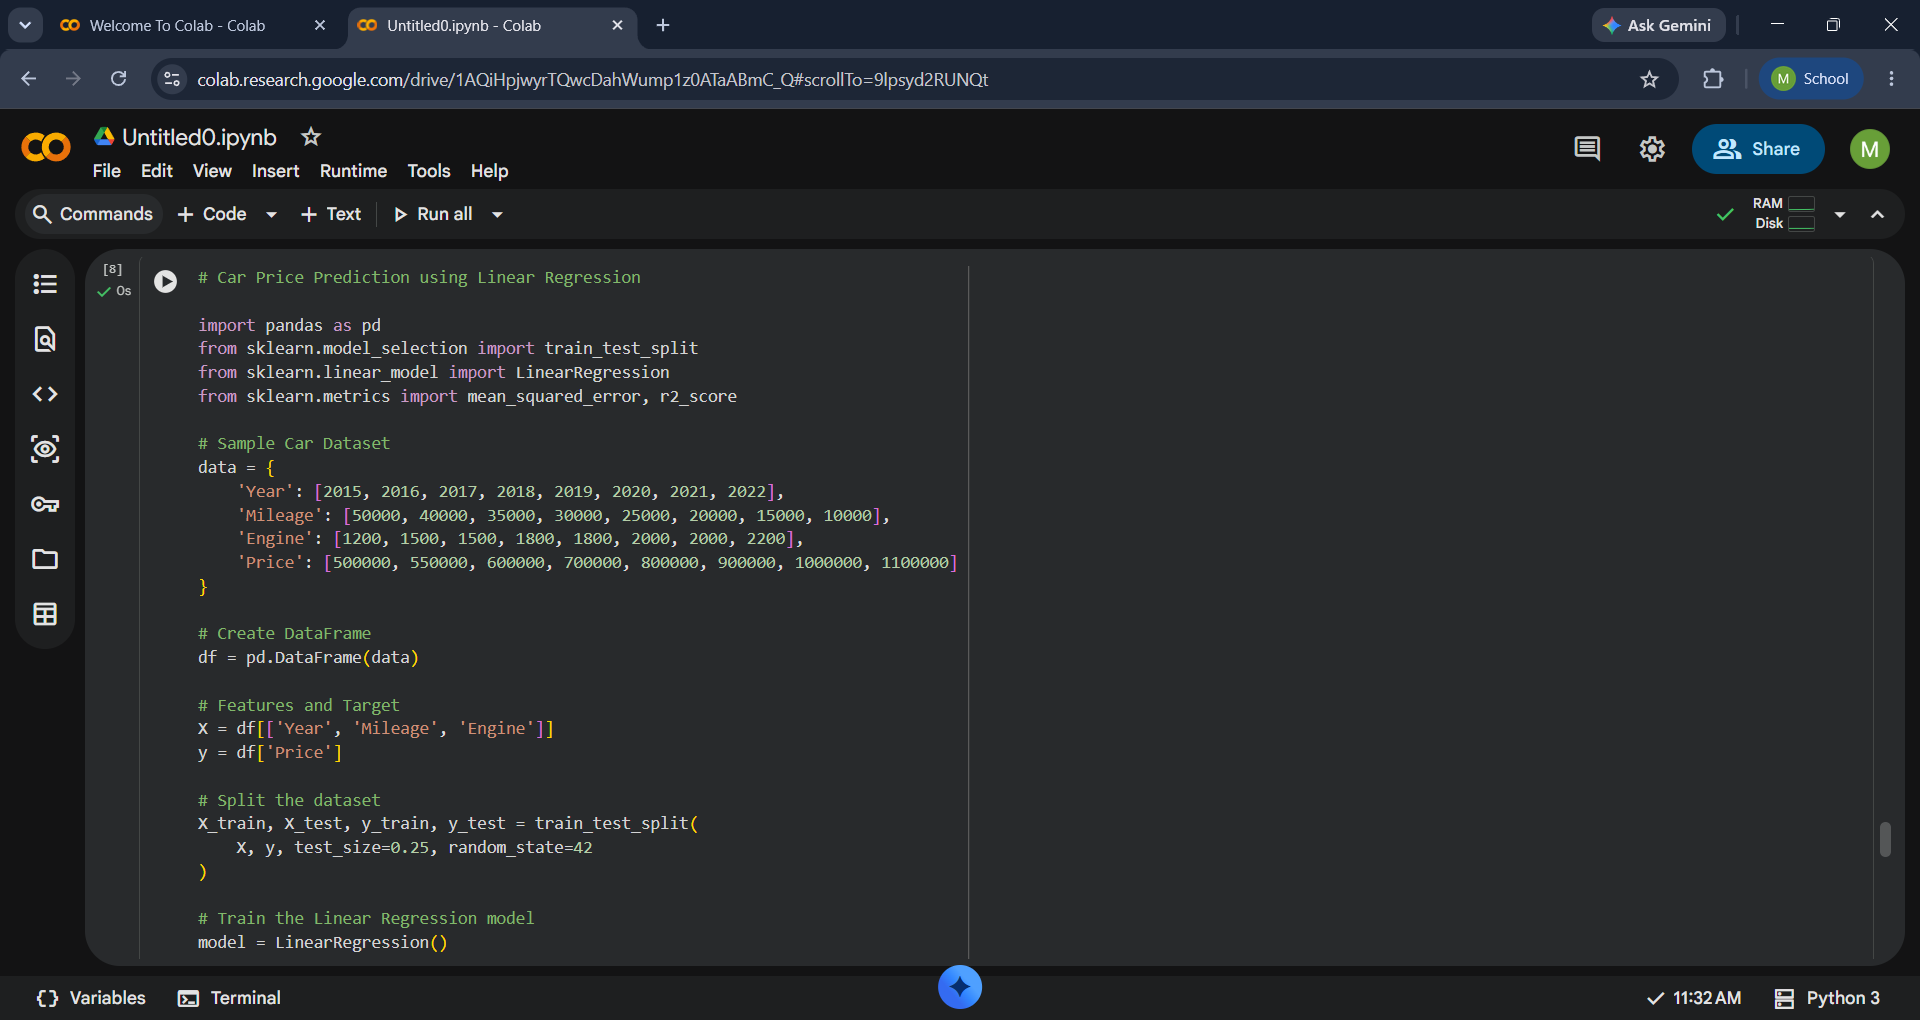 Welcome To Colab - Colab
Untitled0.ipynb - Colab
Ask Gemini
colab.research.google.com/drive/1AQiHpjwyrTQwcDahWump1z0ATaABmC_Q#scrollTo=9lpsyd2RUNQt
M School
CO Untitled0.ipynb
File Edit View Insert Runtime Tools Help
Share
M
Commands + Code + Text Run all
RAM
Disk
[8]
0s
# Car Price Prediction using Linear Regression
import pandas as pd
from sklearn.model_selection import train_test_split
from sklearn.linear_model import LinearRegression
from sklearn.metrics import mean_squared_error, r2_score
# Sample Car Dataset
data = {
    'Year': [2015, 2016, 2017, 2018, 2019, 2020, 2021, 2022],
    'Mileage': [50000, 40000, 35000, 30000, 25000, 20000, 15000, 10000],
    'Engine': [1200, 1500, 1500, 1800, 1800, 2000, 2000, 2200],
    'Price': [500000, 550000, 600000, 700000, 800000, 900000, 1000000, 1100000]
}
# Create DataFrame
df = pd.DataFrame(data)
# Features and Target
X = df[['Year', 'Mileage', 'Engine']]
y = df['Price']
# Split the dataset
X_train, X_test, y_train, y_test = train_test_split(
    X, y, test_size=0.25, random_state=42
)
# Train the Linear Regression model
model = LinearRegression()
{} Variables Terminal
11:32 AM Python 3